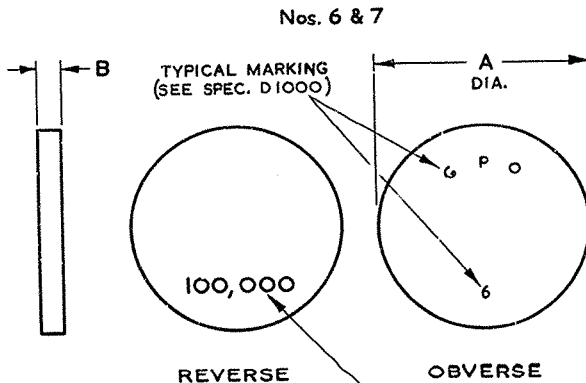 Nos. 6 & 7
B
TYPICAL MARKING
(SEE SPEC. D1000)
A
DIA.
G P O
100,000
6
REVERSE
OBVERSE